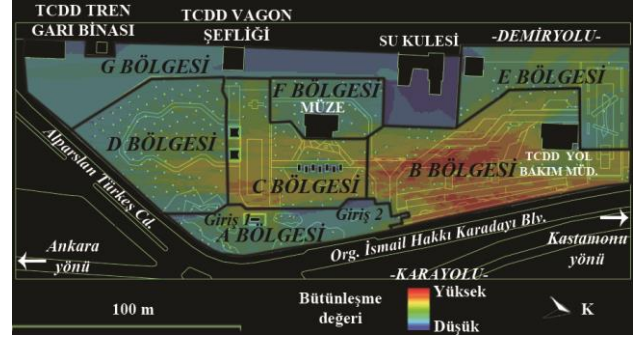 TCDD TREN
GARI BİNASI
TCDD VAGON
ŞEFLİĞİ
SU KULESİ
-DEMİRYOLU-
G BÖLGESİ
F BÖLGESİ
MÜZE
E BÖLGESİ
D BÖLGESİ
C BÖLGESİ
B BÖLGESİ
TCDD YOL
BAKIM MÜD.
Alparslan Türkeş Cd.
Giriş 1
Giriş 2
A BÖLGESİ
Org. İsmail Hakkı Karadayı Blv.
Ankara
yönü
Kastamonu
yönü
-KARAYOLU-
100 m
Bütünleşme
değeri
Yüksek
Düşük
K